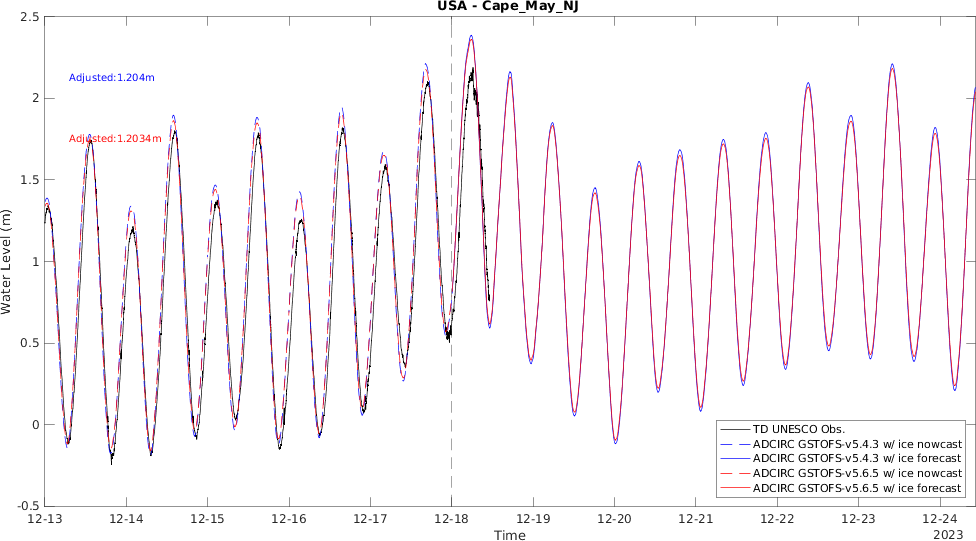 USA - Cape_May_NJ
2.5
2
1.5
1
0.5
0
-0.5
Water Level (m)
Adjusted:1.204m
Adjusted:1.2034m
TD UNESCO Obs.
ADCIRC GSTOFS-v5.4.3 w/ ice nowcast
ADCIRC GSTOFS-v5.4.3 w/ ice forecast
ADCIRC GSTOFS-v5.6.5 w/ ice nowcast
ADCIRC GSTOFS-v5.6.5 w/ ice forecast
12-13 12-14 12-15 12-16 12-17 12-18 12-19 12-20 12-21 12-22 12-23 12-24
Time
2023